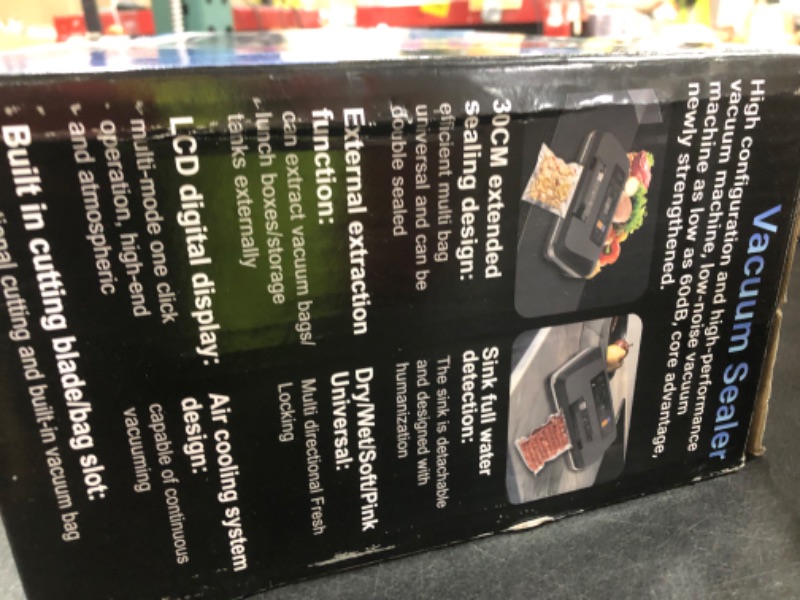 Vacuum Sealer
High configuration and high-performance
vacuum machine, low-noise vacuum
machine as low as 60dB, core advantage,
newly strengthened.
30CM extended
sealing design:
efficient multi bag
universal and can be
double sealed
Sink full water
detection:
The sink is detachable
and designed with
humanization
External extraction
function:
can extract vacuum bags/
lunch boxes/storage
tanks externally
Dry/Wet/Soft/Pink
Universal:
Multi directional Fresh
Locking
LCD digital display:
multi-mode one click
operation, high-end
and atmospheric
Air cooling system
design:
capable of continuous
vacuuming
Built in cutting blade/bag slot:
cutting and built-in vacuum bag